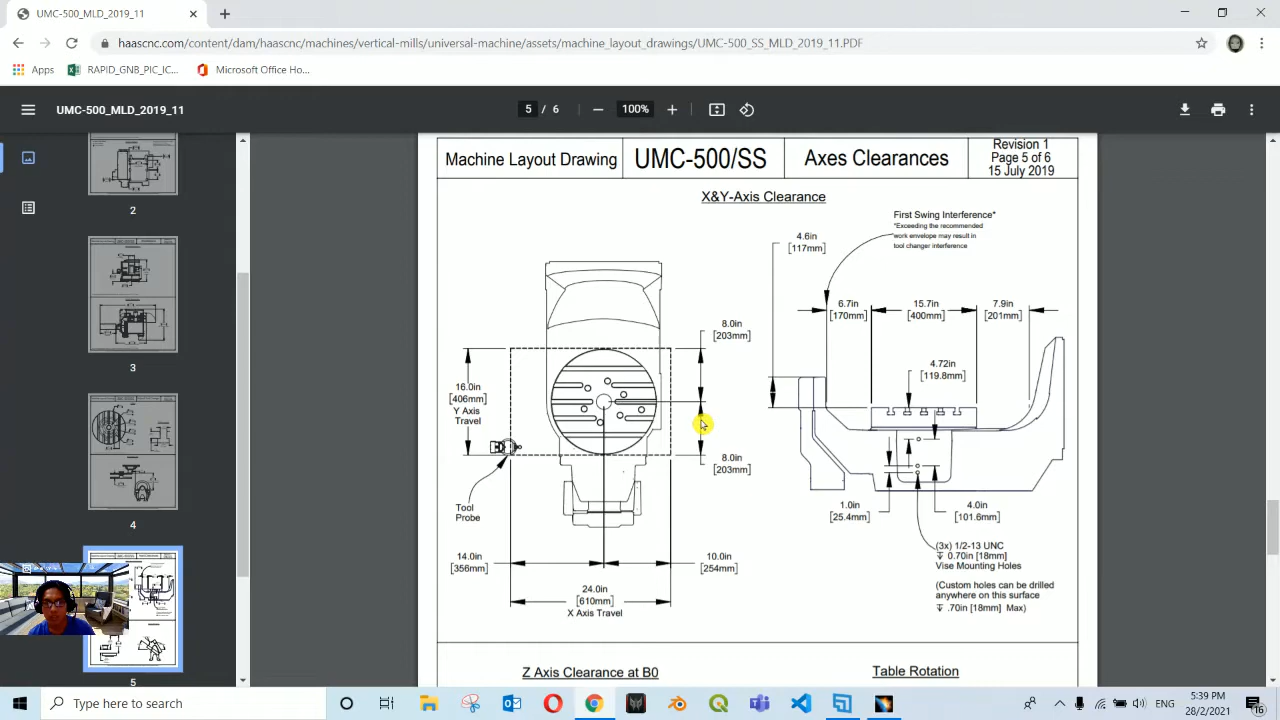 UMC-500_MLD_2019_11
haascnc.com/content/dam/haascnc/machines/vertical-mills/universal-machine/assets/machine_layout_drawings/UMC-500_SS_MLD_2019_11.PDF
Apps
RAPID_GNB_PIC_IC...
Microsoft Office Ho...
UMC-500_MLD_2019_11
5 / 6
100%
2
3
4
5
Machine Layout Drawing
UMC-500/SS
Axes Clearances
Revision 1
Page 5 of 6
15 July 2019
X&Y-Axis Clearance
First Swing Interference*
*Exceeding the recommended
work envelope may result in
tool changer interference
4.6in
[117mm]
6.7in
[170mm]
15.7in
[400mm]
7.9in
[201mm]
8.0in
[203mm]
4.72in
[119.8mm]
16.0in
[406mm]
Y Axis
Travel
8.0in
[203mm]
Tool
Probe
1.0in
[25.4mm]
4.0in
[101.6mm]
(3x) 1/2-13 UNC
↧ 0.70in [18mm]
Vise Mounting Holes
(Custom holes can be drilled
anywhere on this surface
↧ .70in [18mm] Max)
14.0in
[356mm]
10.0in
[254mm]
24.0in
[610mm]
X Axis Travel
Z Axis Clearance at B0
Table Rotation
Type here to search
ENG
5:39 PM
28/2/2021
16